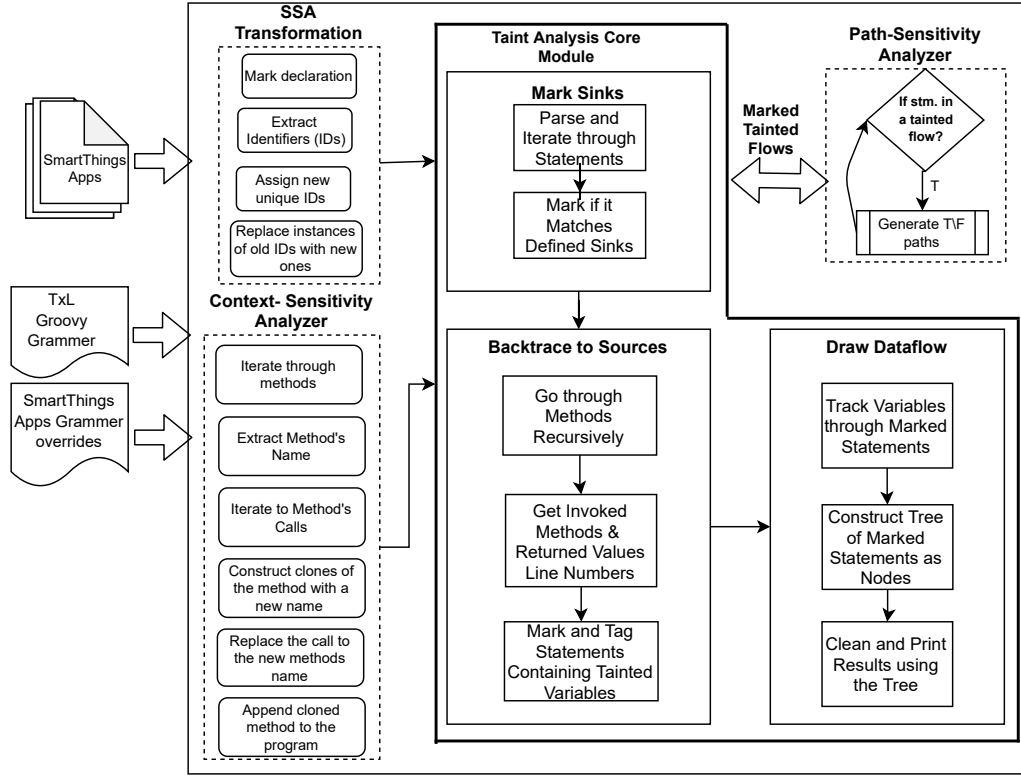 SmartThings
Apps
TxL
Groovy
Grammer
SmartThings
Apps Grammer
overrides
SSA
Transformation
Mark declaration
Extract
Identifiers (IDs)
Assign new
unique IDs
Replace instances
of old IDs with new
ones
Context- Sensitivity
Analyzer
Iterate through
methods
Extract Method's
Name
Iterate to Method's
Calls
Construct clones of
the method with a
new name
Replace the call to
the new methods
name
Append cloned
method to the
program
Taint Analysis Core
Module
Mark Sinks
Parse and
Iterate through
Statements
Mark if it
Matches
Defined Sinks
Backtrace to Sources
Go through
Methods
Recursively
Get Invoked
Methods &
Returned Values
Line Numbers
Mark and Tag
Statements
Containing Tainted
Variables
Draw Dataflow
Track Variables
through Marked
Statements
Construct Tree
of Marked
Statements as
Nodes
Clean and Print
Results using
the Tree
Marked
Tainted
Flows
Path-Sensitivity
Analyzer
If stm. in
a tainted
flow?
T
Generate T\F
paths